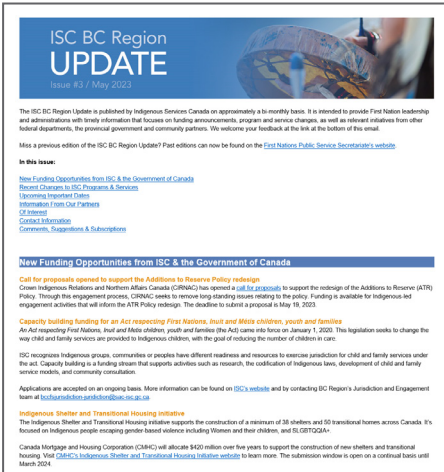 ISC BC Region
UPDATE
Issue #3 / May 2023
The ISC BC Region Update is published by Indigenous Services Canada on approximately a bi-monthly basis. It is intended to provide First Nation leadership
and administrations with timely information that focuses on funding announcements, program and service changes, as well as relevant initiatives from other
federal departments, the provincial government and community partners. We welcome your feedback at the link at the bottom of this email.
Miss a previous edition of the ISC BC Region Update? Past editions can now be found on the First Nations Public Service Secretariate's website.
In this issue:
New Funding Opportunities from ISC & the Government of Canada
Recent Changes to ISC Programs & Services
Upcoming Important Dates
Information From Our Partners
Of Interest
Contact Information
Comments, Suggestions & Subscriptions
New Funding Opportunities from ISC & the Government of Canada
Call for proposals opened to support the Additions to Reserve Policy redesign
Crown Indigenous Relations and Northern Affairs Canada (CIRNAC) has opened a call for proposals to support the redesign of the Additions to Reserve (ATR)
Policy. Through this engagement process, CIRNAC seeks to remove long-standing issues relating to the policy. Funding is available for Indigenous-led
engagement activities that will inform the ATR Policy redesign. The deadline to submit a proposal is May 19, 2023.
Capacity building funding for an Act respecting First Nations, Inuit and Métis children, youth and families
An Act respecting First Nations, Inuit and Métis children, youth and families (the Act) came into force on January 1, 2020. This legislation seeks to change the
way child and family services are provided to Indigenous children, with the goal of reducing the number of children in care.
ISC recognizes Indigenous groups, communities or peoples have different readiness and resources to exercise jurisdiction for child and family services under
the act. Capacity building is a funding stream that supports activities such as research, the codification of Indigenous laws, development of child and family
service models, and community consultation.
Applications are accepted on an ongoing basis. More information can be found on ISC's website and by contacting BC Region's Jurisdiction and Engagement
team at bccfsjurisdiction-jurisdiction@sac-isc.gc.ca.
Indigenous Shelter and Transitional Housing Initiative
The Indigenous Shelter and Transitional Housing Initiative supports the construction of a minimum of 38 shelters and 50 transitional homes across Canada. It's
focused on Indigenous people escaping gender-based violence including Women and their children, and 2SLGBTQQIA+.
Canada Mortgage and Housing Corporation (CMHC) will allocate $420 million over five years to support the construction of new shelters and transitional
housing. Visit CMHC's Indigenous Shelter and Transitional Housing Initiative website to learn more. The submission window is open on a continual basis until
March 2024.